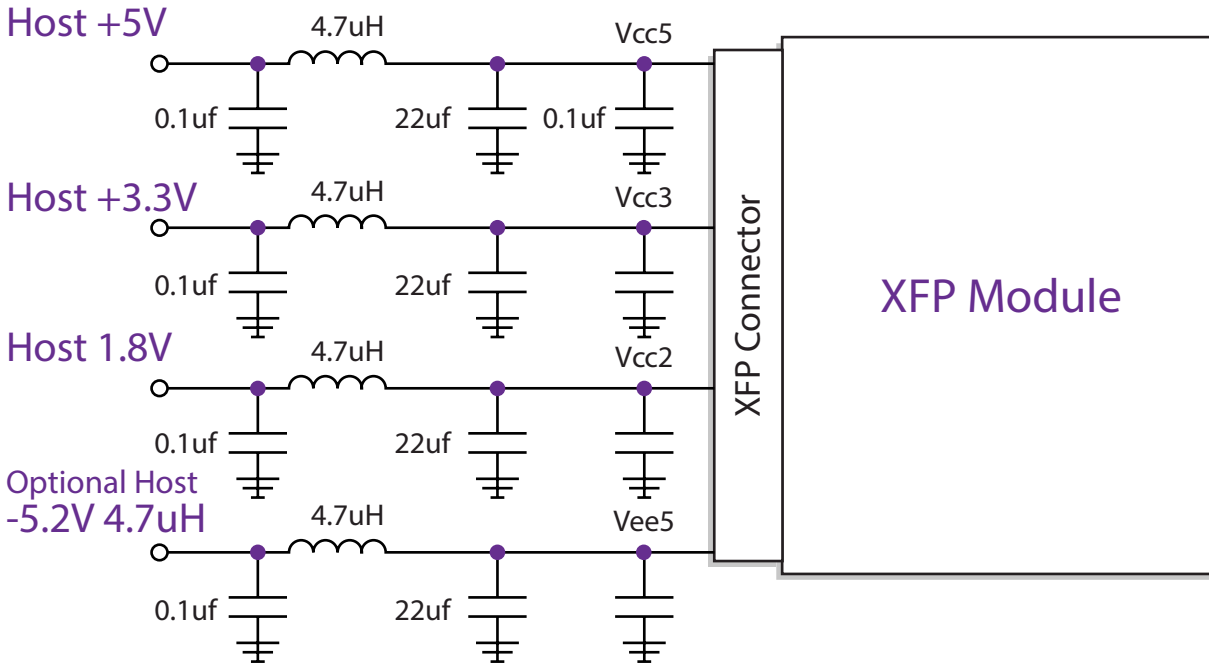 Host +5V
4.7uH
Vcc5
0.1uf
22uf
0.1uf
Host +3.3V
4.7uH
Vcc3
0.1uf
22uf
Host 1.8V
4.7uH
Vcc2
0.1uf
22uf
Optional Host
-5.2V 4.7uH
4.7uH
Vee5
0.1uf
22uf
XFP Connector
XFP Module